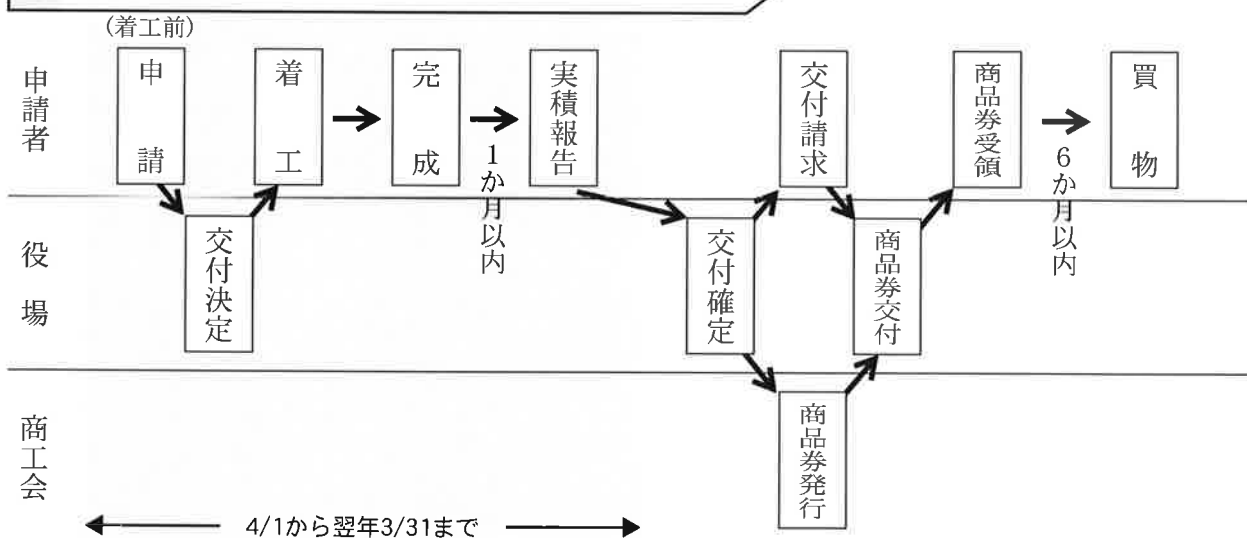 (着工前)
申請者
申請
着工
完成
1か月以内
実積報告
交付請求
商品券受領
6か月以内
買物
役場
交付決定
交付確定
商品券交付
商工会
商品券発行
4/1から翌年3/31まで